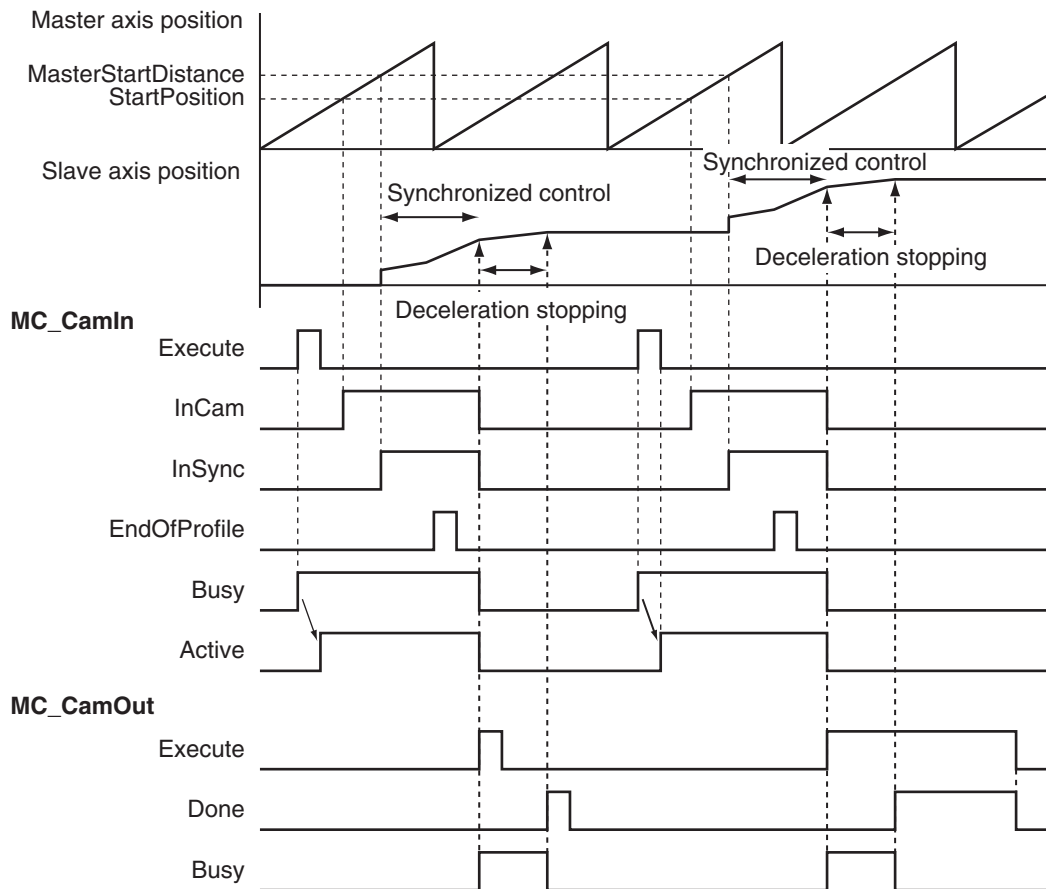 Master axis position
MasterStartDistance
StartPosition
Slave axis position
Synchronized control
Synchronized control
Deceleration stopping
Deceleration stopping
MC_CamIn
Execute
InCam
InSync
EndOfProfile
Busy
Active
MC_CamOut
Execute
Done
Busy